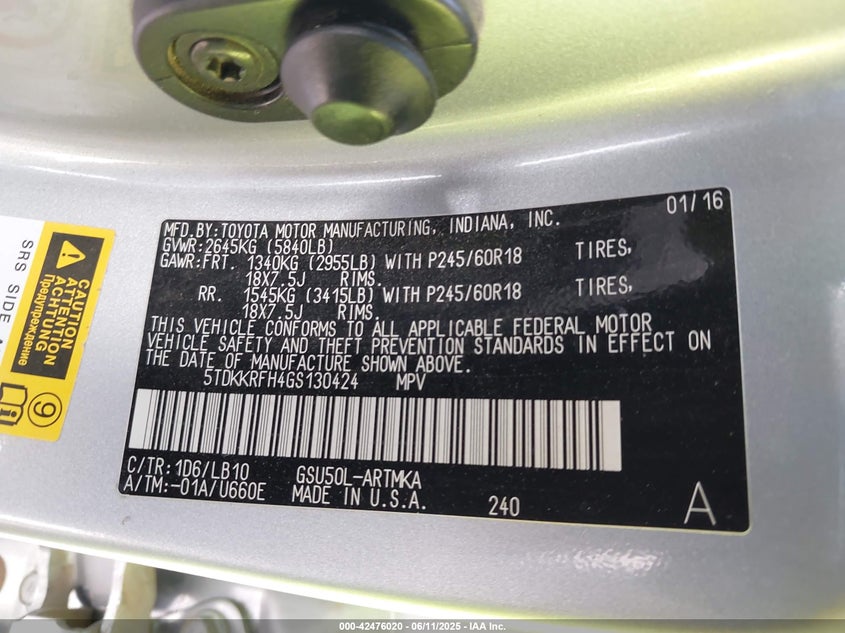 MFD. BY: TOYOTA MOTOR MANUFACTURING, INDIANA, INC. 01/16
GVWR: 2645KG (5840LB)
GAWR: FRT. 1340KG (2955LB) WITH P245/60R18 TIRES,
18X7.5J RIMS.
RR. 1545KG (3415LB) WITH P245/60R18 TIRES,
18X7.5J RIMS.
THIS VEHICLE CONFORMS TO ALL APPLICABLE FEDERAL MOTOR
VEHICLE SAFETY AND THEFT PREVENTION STANDARDS IN EFFECT ON
THE DATE OF MANUFACTURE SHOWN ABOVE.
5TDKKRFH4GS130424 MPV
C/TR: 1D6/LB10 GSU50L-ARTMKA
A/TM:-01A/U660E MADE IN U.S.A. 240 A
CAUTION
ATTENTION
ACHTUNG
Предупреждение
9
SRS SIDE
000-42476020 - 06/11/2025 - IAA Inc.